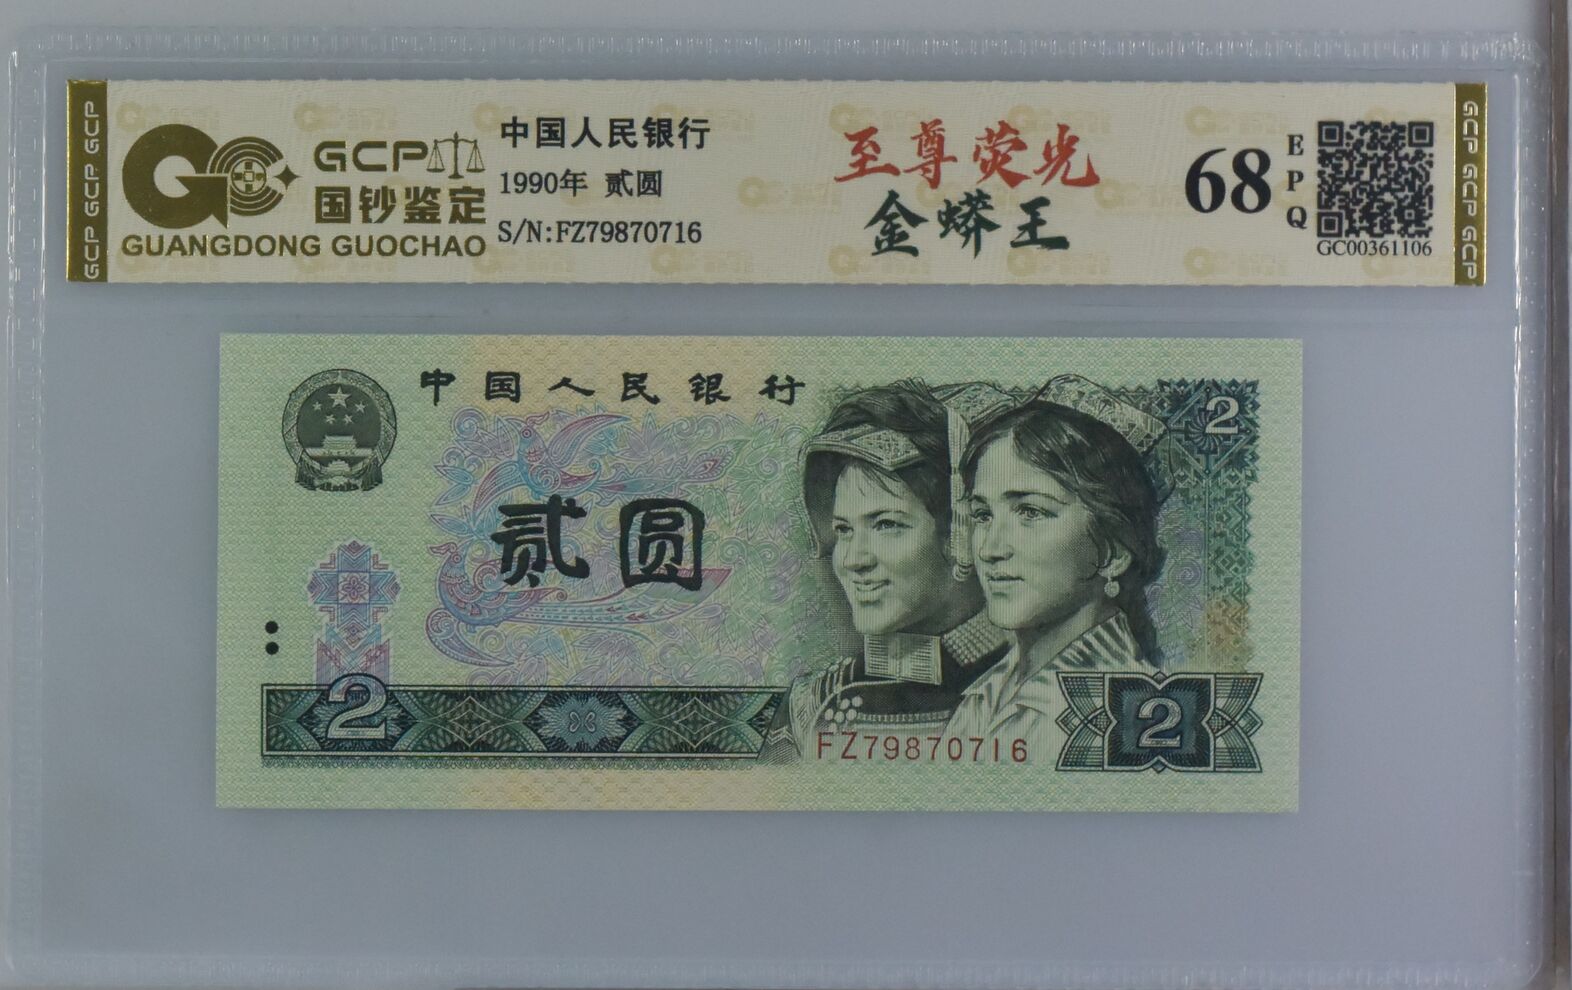 GCP GCP GCP
GCP
国钞鉴定
GUANGDONG GUOCHAO
中国人民银行
1990年 贰圆
S/N:FZ79870716
至尊荧光
金蟒王
68
EPQ
GC00361106
GCP GCP GCP
中国人民银行
2
贰圆
2
FZ79870716
2